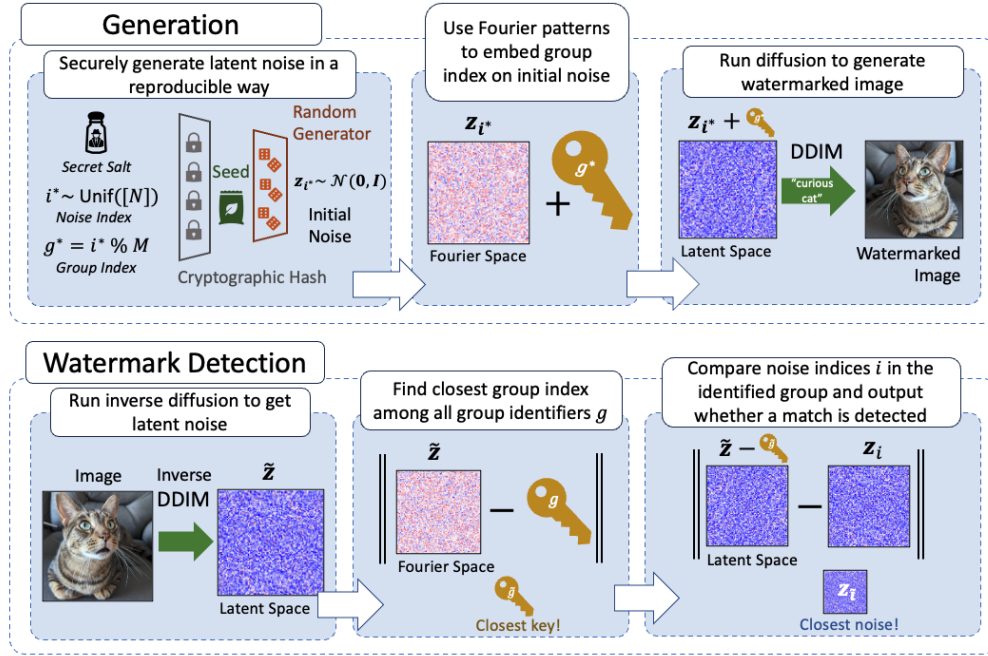 Generation
Securely generate latent noise in a
reproducible way
Secret Salt
i* ~ Unif([N])
Noise Index
g* = i* % M
Group Index
Seed
Random
Generator
z_{i*} ~ 𝒩(0, I)
Initial
Noise
Cryptographic Hash
Use Fourier patterns
to embed group
index on initial noise
z_{i*}
+
g*
Fourier Space
Run diffusion to generate
watermarked image
z_{i*} + g*
Latent Space
DDIM
"curious
cat"
Watermarked
Image
Watermark Detection
Run inverse diffusion to get
latent noise
Image
Inverse
DDIM
z̃
Latent Space
Find closest group index
among all group identifiers g
‖ z̃ − g ‖
Fourier Space
g̃
Closest key!
Compare noise indices i in the
identified group and output
whether a match is detected
‖ z̃ − g̃ − z_i ‖
Latent Space
z_{ĩ}
Closest noise!